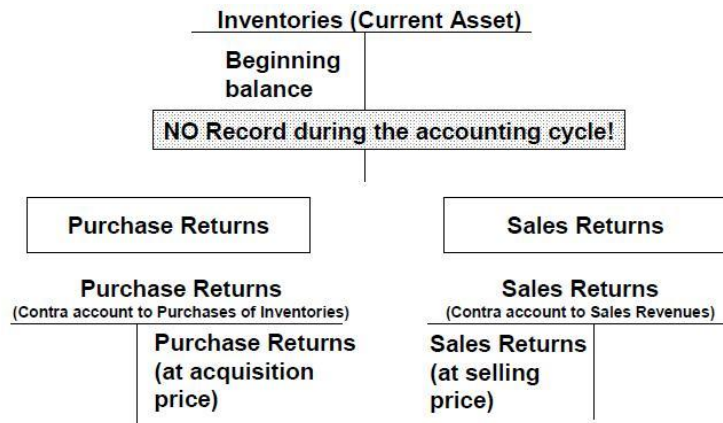 Inventories (Current Asset)
Beginning
balance
NO Record during the accounting cycle!
Purchase Returns
Sales Returns
Purchase Returns
(Contra account to Purchases of Inventories)
Sales Returns
(Contra account to Sales Revenues)
Purchase Returns
(at acquisition
price)
Sales Returns
(at selling
price)